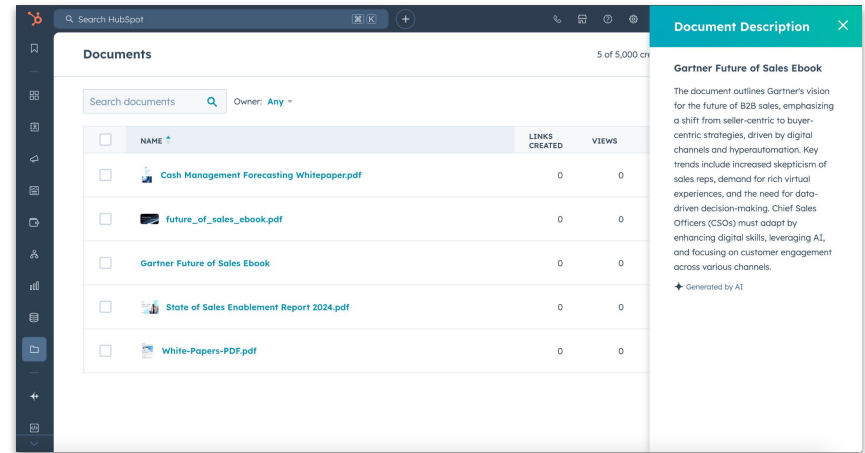 Search HubSpot
⌘ K
Documents
5 of 5,000 cre
Search documents
Owner: Any
NAME
LINKS CREATED
VIEWS
Cash Management Forecasting Whitepaper.pdf
0
0
future_of_sales_ebook.pdf
0
0
Gartner Future of Sales Ebook
0
0
State of Sales Enablement Report 2024.pdf
0
0
White-Papers-PDF.pdf
0
0
Document Description
Gartner Future of Sales Ebook
The document outlines Gartner's vision
for the future of B2B sales, emphasizing
a shift from seller-centric to buyer-
centric strategies, driven by digital
channels and hyperautomation. Key
trends include increased skepticism of
sales reps, demand for rich virtual
experiences, and the need for data-
driven decision-making. Chief Sales
Officers (CSOs) must adapt by
enhancing digital skills, leveraging AI,
and focusing on customer engagement
across various channels.
Generated by AI